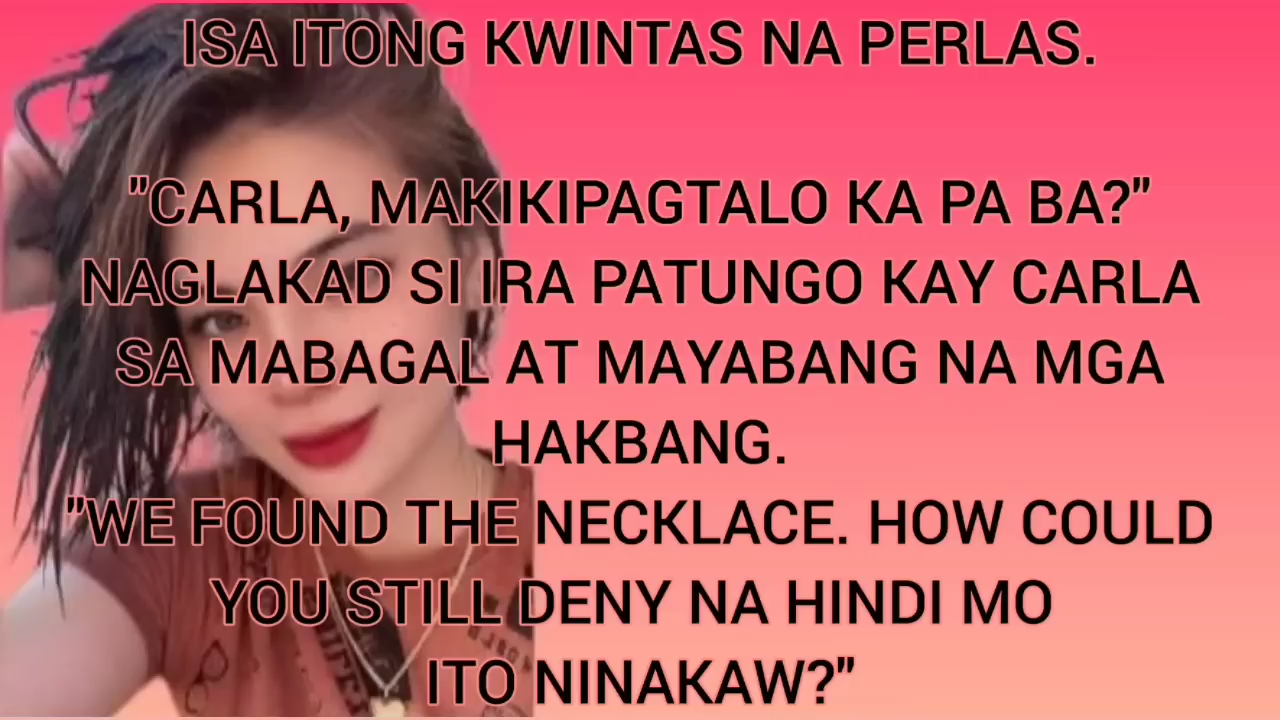 ISA ITONG KWINTAS NA PERLAS.
"CARLA, MAKIKIPAGTALO KA PA BA?"
NAGLAKAD SI IRA PATUNGO KAY CARLA
SA MABAGAL AT MAYABANG NA MGA
HAKBANG.
"WE FOUND THE NECKLACE. HOW COULD
YOU STILL DENY NA HINDI MO
ITO NINAKAW?"